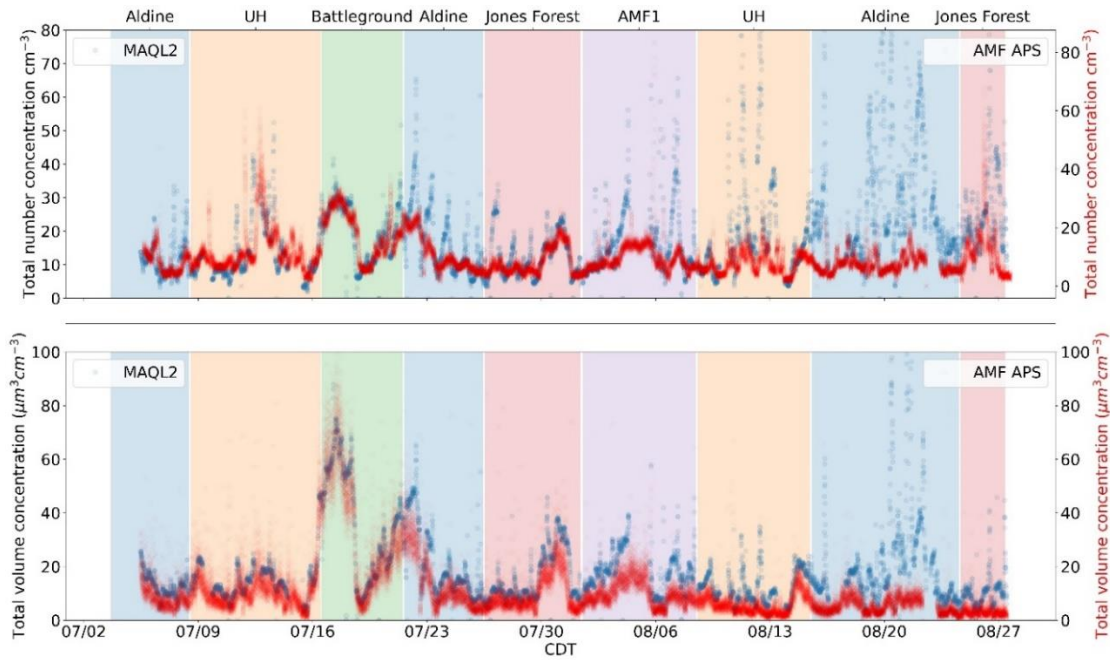 Aldine UH Battleground Aldine Jones Forest AMF1 UH Aldine Jones Forest
Total number concentration cm⁻³
80
70
60
50
40
30
20
10
0
MAQL2
AMF APS
80
60
40
20
0
Total number concentration cm⁻³
Total volume concentration (μm³cm⁻³)
100
80
60
40
20
0
MAQL2
AMF APS
100
80
60
40
20
0
Total volume concentration (μm³cm⁻³)
07/02 07/09 07/16 07/23 07/30 08/06 08/13 08/20 08/27
CDT